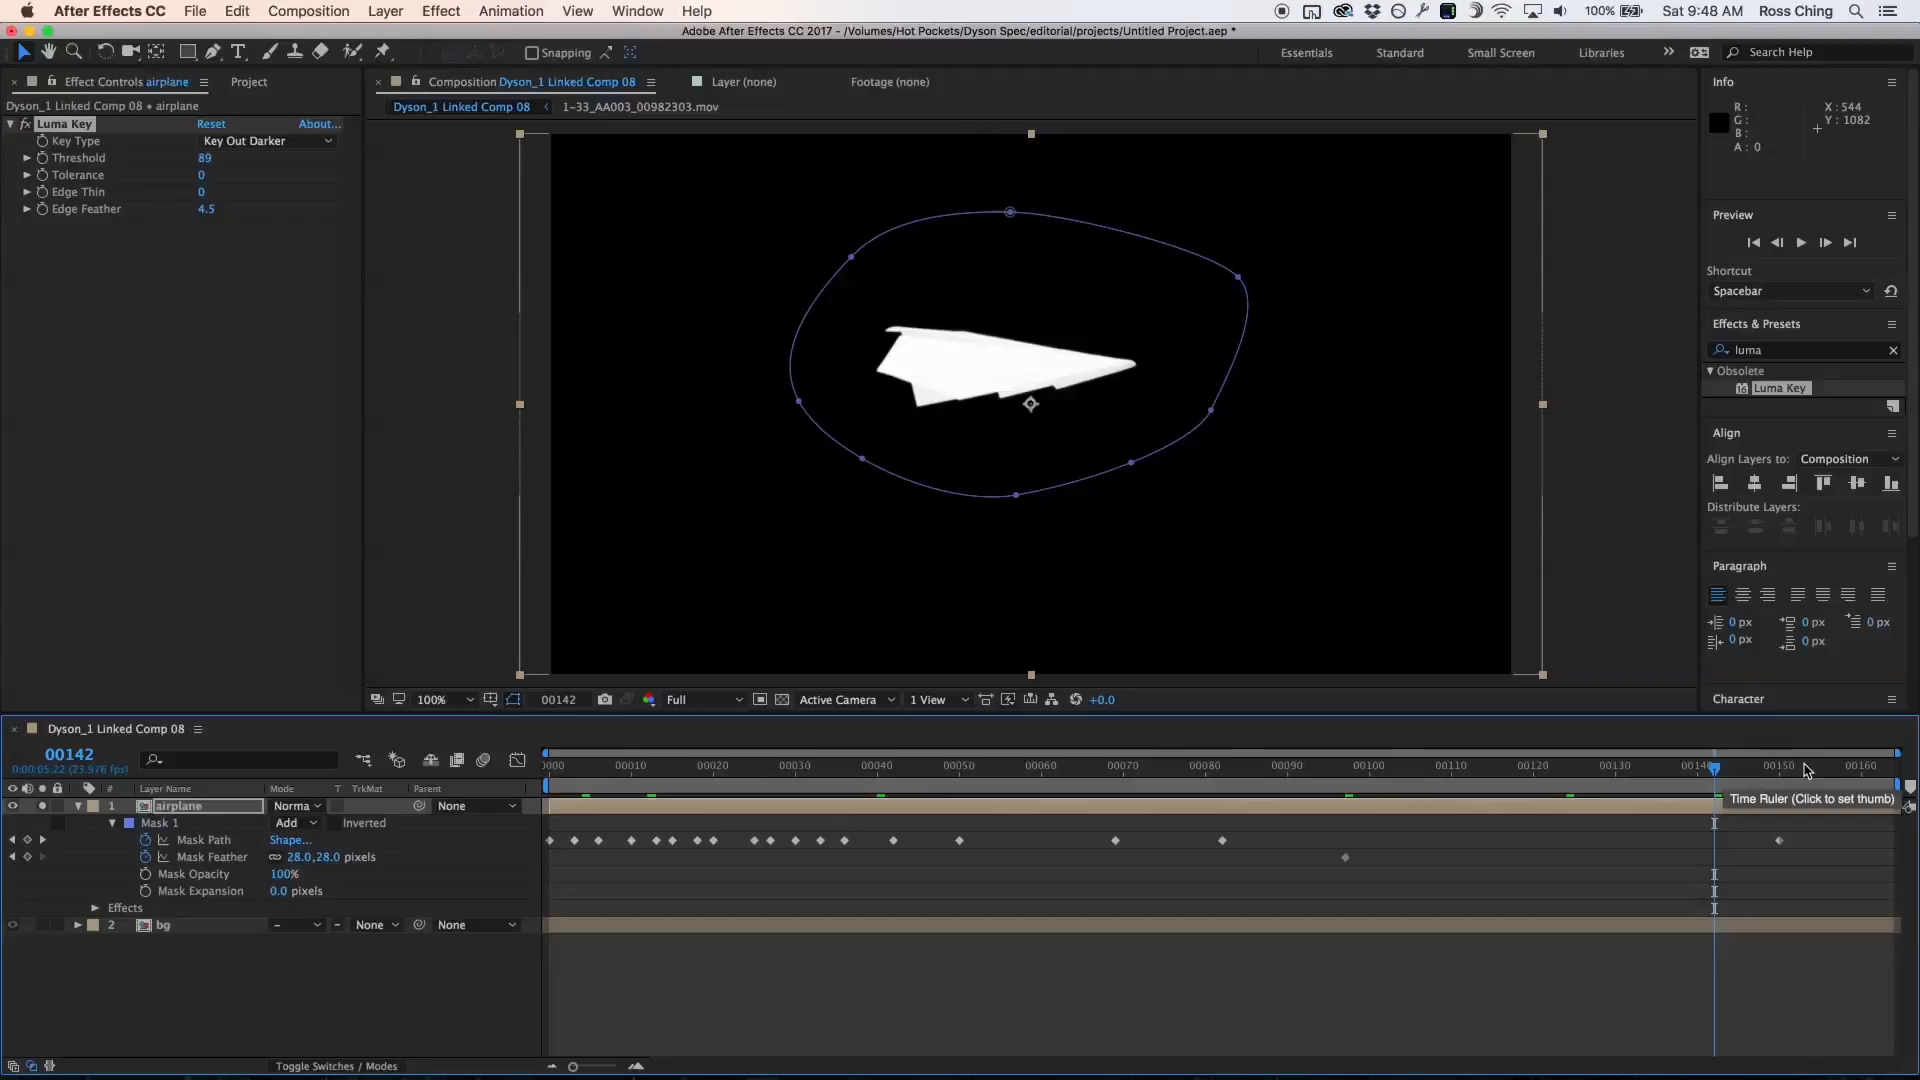 After Effects CC File Edit Composition Layer Effect Animation View Window Help 100% Sat 9:48 AM Ross Ching
Adobe After Effects CC 2017 - /Volumes/Hot Pockets/Dyson Spec/editorial/projects/Untitled Project.aep *
Snapping Essentials Standard Small Screen Libraries Search Help
Effect Controls airplane Project Composition Dyson_1 Linked Comp 08 Layer (none) Footage (none) Info
Dyson_1 Linked Comp 08 • airplane Dyson_1 Linked Comp 08 1-33_AA003_00982303.mov
R : X : 544
G : Y : 1082
B :
A : 0
fx Luma Key Reset About...
Key Type Key Out Darker
Threshold 89
Tolerance 0
Edge Thin 0
Edge Feather 4.5
Preview
Shortcut
Spacebar
Effects & Presets
luma
Obsolete
Luma Key
Align
Align Layers to: Composition
Distribute Layers:
Paragraph
0 px 0 px 0 px
0 px 0 px
Character
100% 00142 Full Active Camera 1 View +0.0
Dyson_1 Linked Comp 08
00142
0:00:05:22 (23.976 fps)
0000 00010 00020 00030 00040 00050 00060 00070 00080 00090 00100 00110 00120 00130 0014 00150 00160
# Layer Name Mode T TrkMat Parent
1 airplane Norma None
Time Ruler (Click to set thumb)
Mask 1 Add Inverted
Mask Path Shape...
Mask Feather 28.0,28.0 pixels
Mask Opacity 100%
Mask Expansion 0.0 pixels
Effects
2 bg - None None
Toggle Switches / Modes